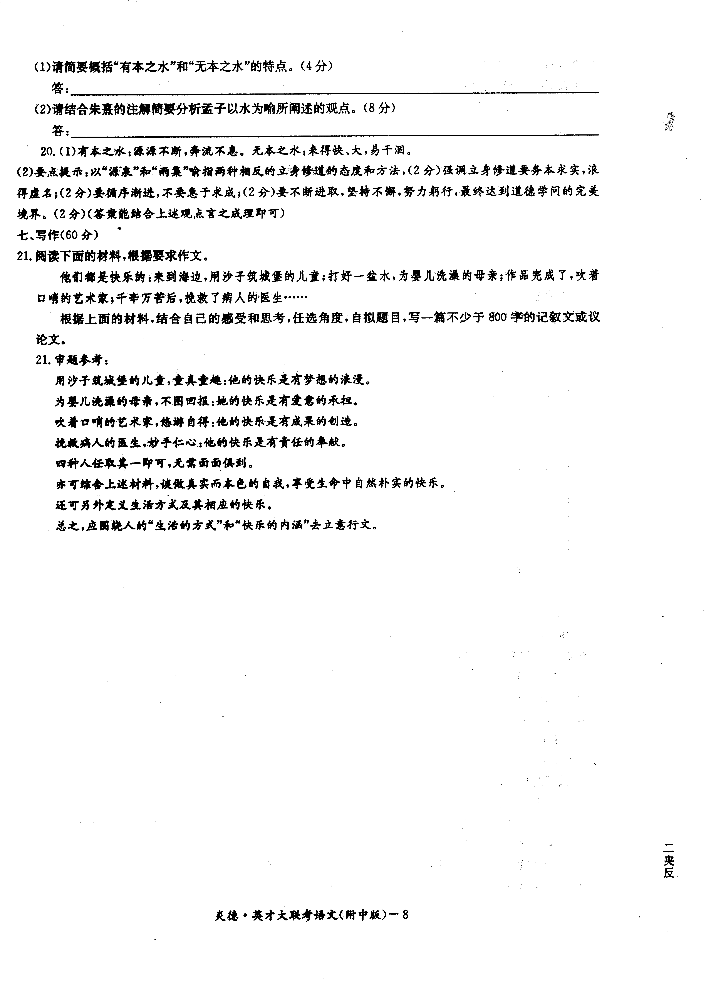 (1)请简要概括“有本之水”和“无本之水”的特点。(4分)
答:
(2)请结合朱熹的注解简要分析孟子以水为喻所阐述的观点。(8分)
答:
20.(1)有本之水:源源不断,奔流不息。无本之水:来得快、大,易干涸。
(2)要点提示:以“源泉”和“雨集”喻指两种相反的立身修道的态度和方法,(2分)强调立身修道要务本求实,浪
得虚名;(2分)要循序渐进,不要急于求成;(2分)要不断进取,坚持不懈,努力躬行,最终达到道德学问的完美
境界。(2分)(答案能结合上述观点言之成理即可)
七、写作(60分)
21.阅读下面的材料,根据要求作文。
他们都是快乐的:来到海边,用沙子筑城堡的儿童;打好一盆水,为婴儿洗澡的母亲;作品完成了,吹着
口哨的艺术家;千辛万苦后,挽救了病人的医生……
根据上面的材料,结合自己的感受和思考,任选角度,自拟题目,写一篇不少于800字的记叙文或议
论文。
21.审题参考:
用沙子筑城堡的儿童,童真童趣:他的快乐是有梦想的浪漫。
为婴儿洗澡的母亲,不图回报:她的快乐是有爱意的承担。
吹着口哨的艺术家,悠游自得:他的快乐是有成果的创造。
挽救病人的医生,妙手仁心:他的快乐是有责任的奉献。
四种人任取其一即可,无需面面俱到。
亦可综合上述材料,谈做真实而本色的自我,享受生命中自然朴实的快乐。
还可另外定义生活方式及其相应的快乐。
总之,应围绕人的“生活的方式”和“快乐的内涵”去立意行文。
二夹反
炎德·英才大联考语文(附中版)—8